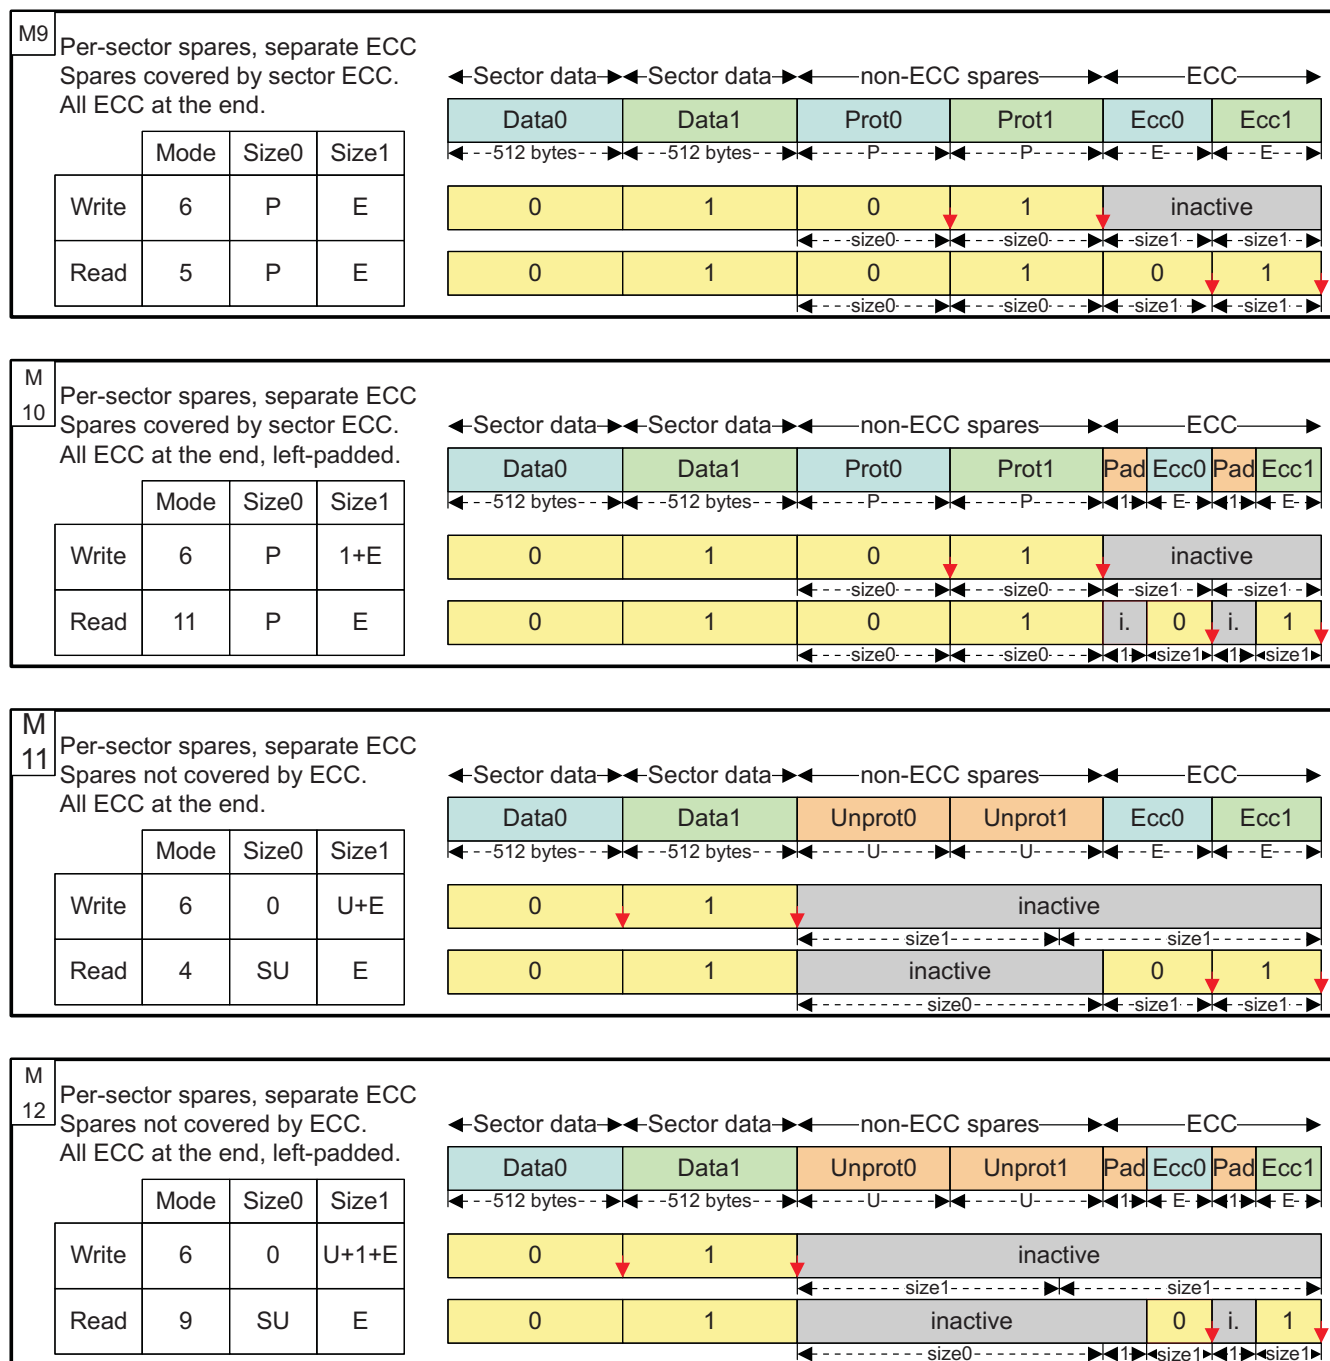 M9
Per-sector spares, separate ECC
Spares covered by sector ECC.
All ECC at the end.
Mode Size0 Size1
Write 6 P E
Read 5 P E
Sector data Sector data non-ECC spares ECC
Data0 Data1 Prot0 Prot1 Ecc0 Ecc1
512 bytes 512 bytes P P E E
0 1 0 1 inactive
size0 size0 size1 size1
0 1 0 1 0 1
size0 size0 size1 size1
M
10
Per-sector spares, separate ECC
Spares covered by sector ECC.
All ECC at the end, left-padded.
Mode Size0 Size1
Write 6 P 1+E
Read 11 P E
Sector data Sector data non-ECC spares ECC
Data0 Data1 Prot0 Prot1 Pad Ecc0 Pad Ecc1
512 bytes 512 bytes P P 1 E 1 E
0 1 0 1 inactive
size0 size0 size1 size1
0 1 0 1 i. 0 i. 1
size0 size0 1 size1 1 size1
M
11
Per-sector spares, separate ECC
Spares not covered by ECC.
All ECC at the end.
Mode Size0 Size1
Write 6 0 U+E
Read 4 SU E
Sector data Sector data non-ECC spares ECC
Data0 Data1 Unprot0 Unprot1 Ecc0 Ecc1
512 bytes 512 bytes U U E E
0 1 inactive
size1 size1
0 1 inactive 0 1
size0 size1 size1
M
12
Per-sector spares, separate ECC
Spares not covered by ECC.
All ECC at the end, left-padded.
Mode Size0 Size1
Write 6 0 U+1+E
Read 9 SU E
Sector data Sector data non-ECC spares ECC
Data0 Data1 Unprot0 Unprot1 Pad Ecc0 Pad Ecc1
512 bytes 512 bytes U U 1 E 1 E
0 1 inactive
size1 size1
0 1 inactive 0 i. 1
size0 1 size1 1 size1